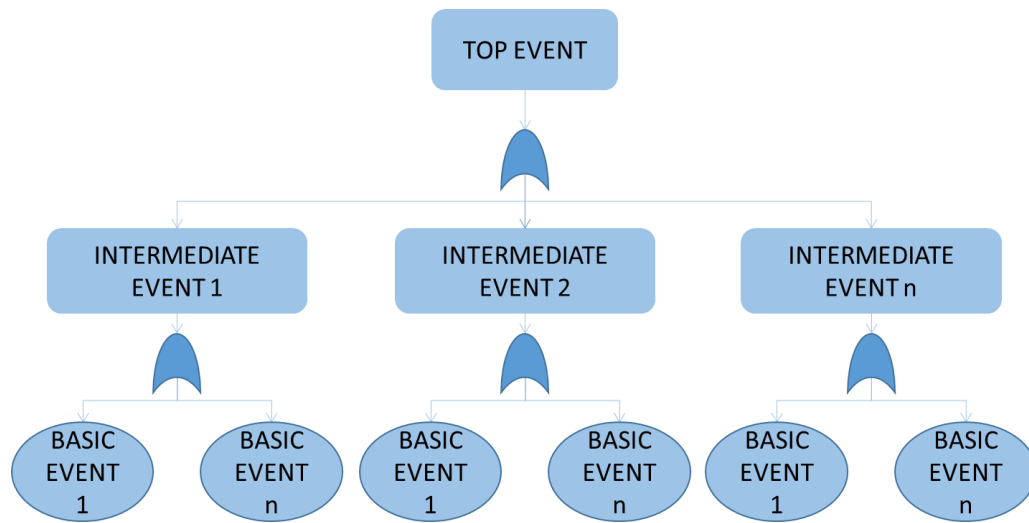 TOP EVENT
INTERMEDIATE
EVENT 1
INTERMEDIATE
EVENT 2
INTERMEDIATE
EVENT n
BASIC
EVENT
1
BASIC
EVENT
n
BASIC
EVENT
1
BASIC
EVENT
n
BASIC
EVENT
1
BASIC
EVENT
n